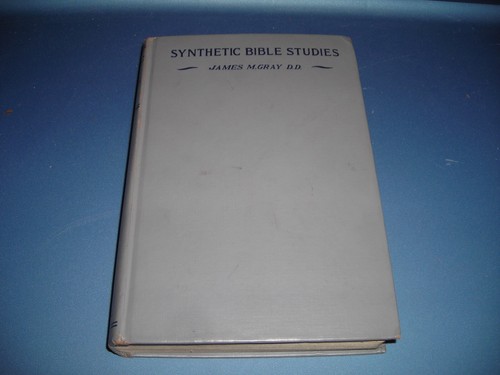 SYNTHETIC BIBLE STUDIES
JAMES M. GRAY D.D.